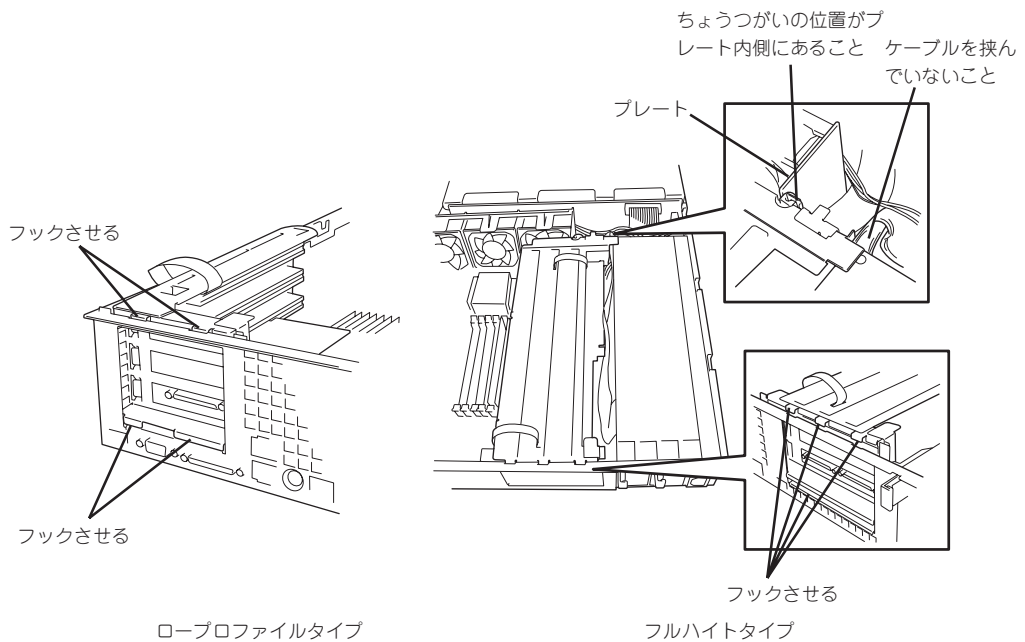 ちょうつがいの位置がプ
レート内側にあること
ケーブルを挟ん
でいないこと
プレート
フックさせる
フックさせる
フックさせる
ロープロファイルタイプ
フルハイトタイプ